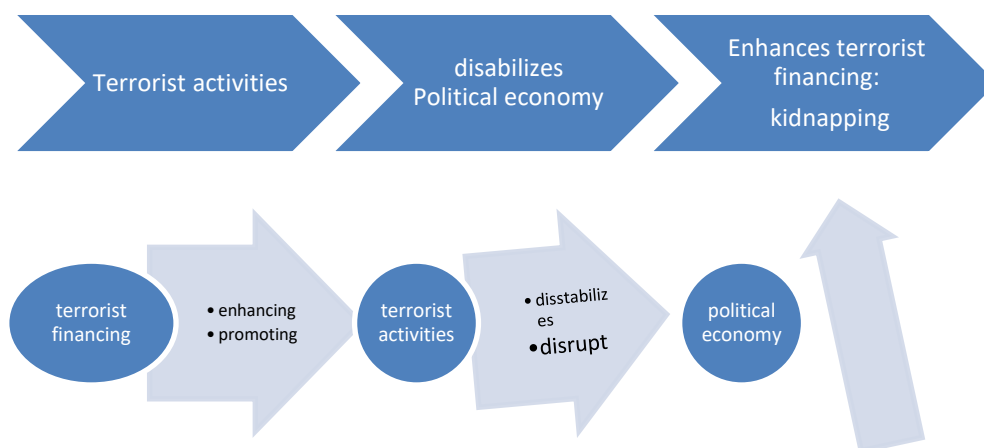 Terrorist activities
disabilizes
Political economy
Enhances terrorist
financing:
kidnapping
terrorist
financing
• enhancing
• promoting
terrorist
activities
• disstabiliz
es
• disrupt
political
economy